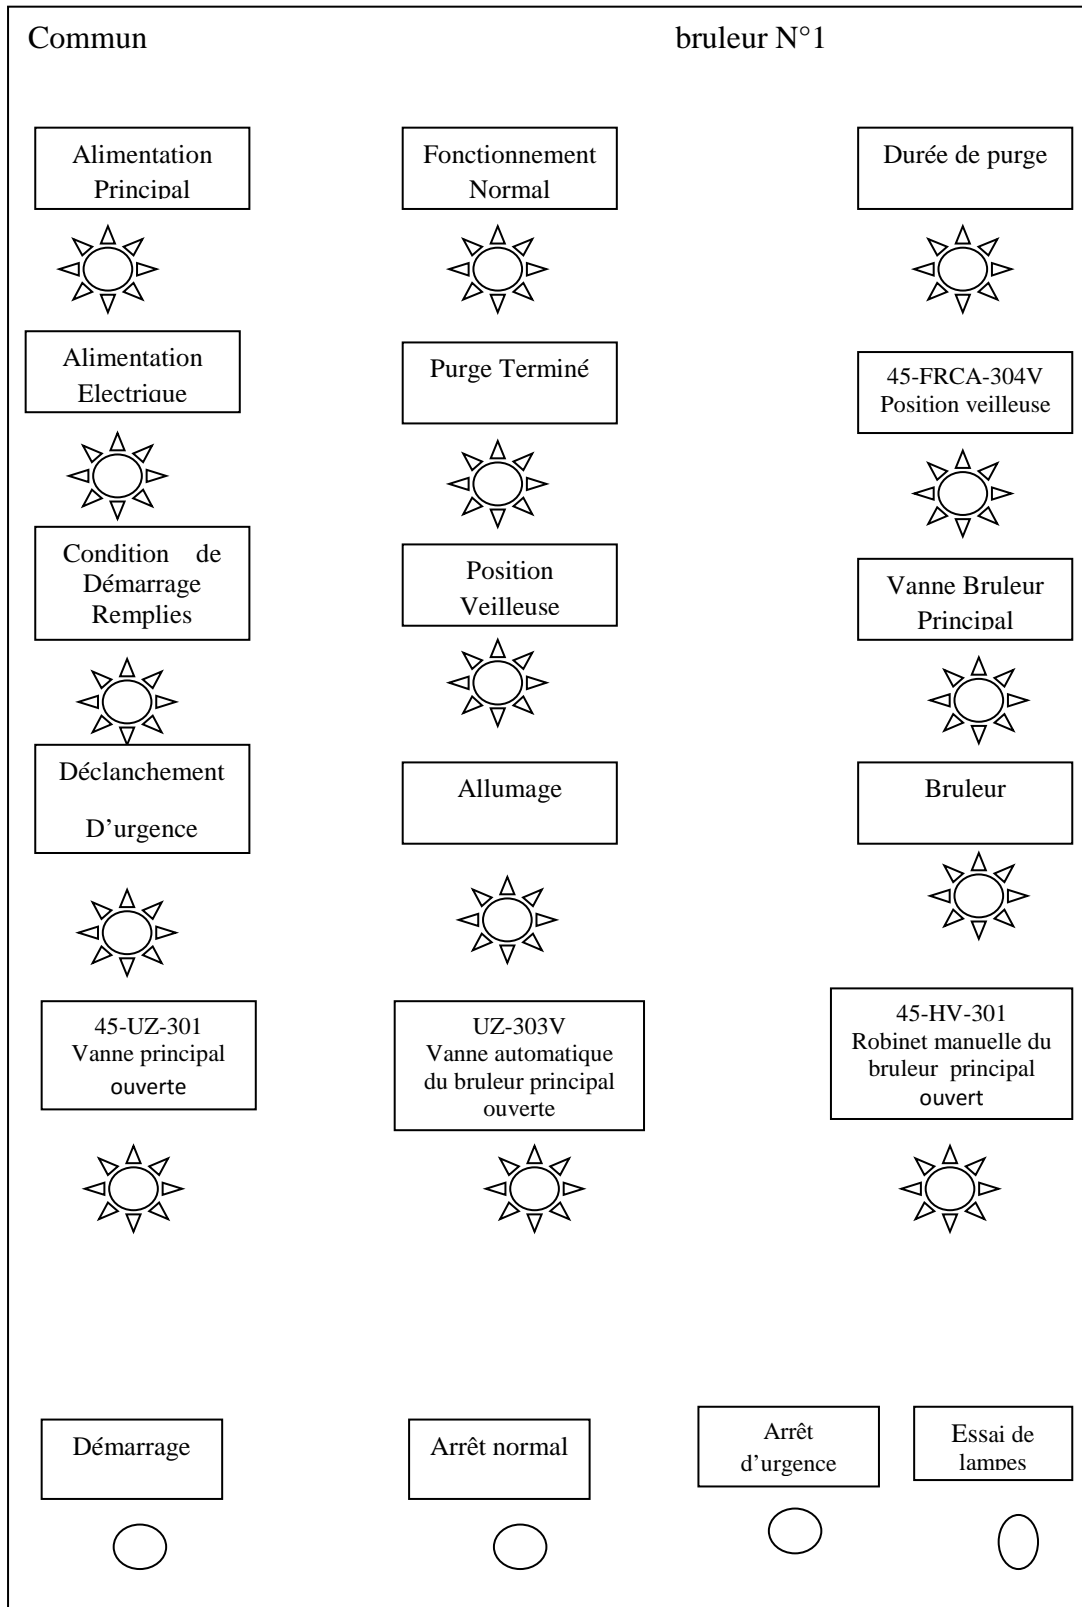 Commun
bruleur N°1
Alimentation
Principal
Fonctionnement
Normal
Durée de purge
Alimentation
Electrique
Purge Terminé
45-FRCA-304V
Position veilleuse
Condition de
Démarrage
Remplies
Position
Veilleuse
Vanne Bruleur
Principal
Déclanchement
D’urgence
Allumage
Bruleur
45-UZ-301
Vanne principal
ouverte
UZ-303V
Vanne automatique
du bruleur principal
ouverte
45-HV-301
Robinet manuelle du
bruleur principal
ouvert
Démarrage
Arrêt normal
Arrêt
d’urgence
Essai de
lampes